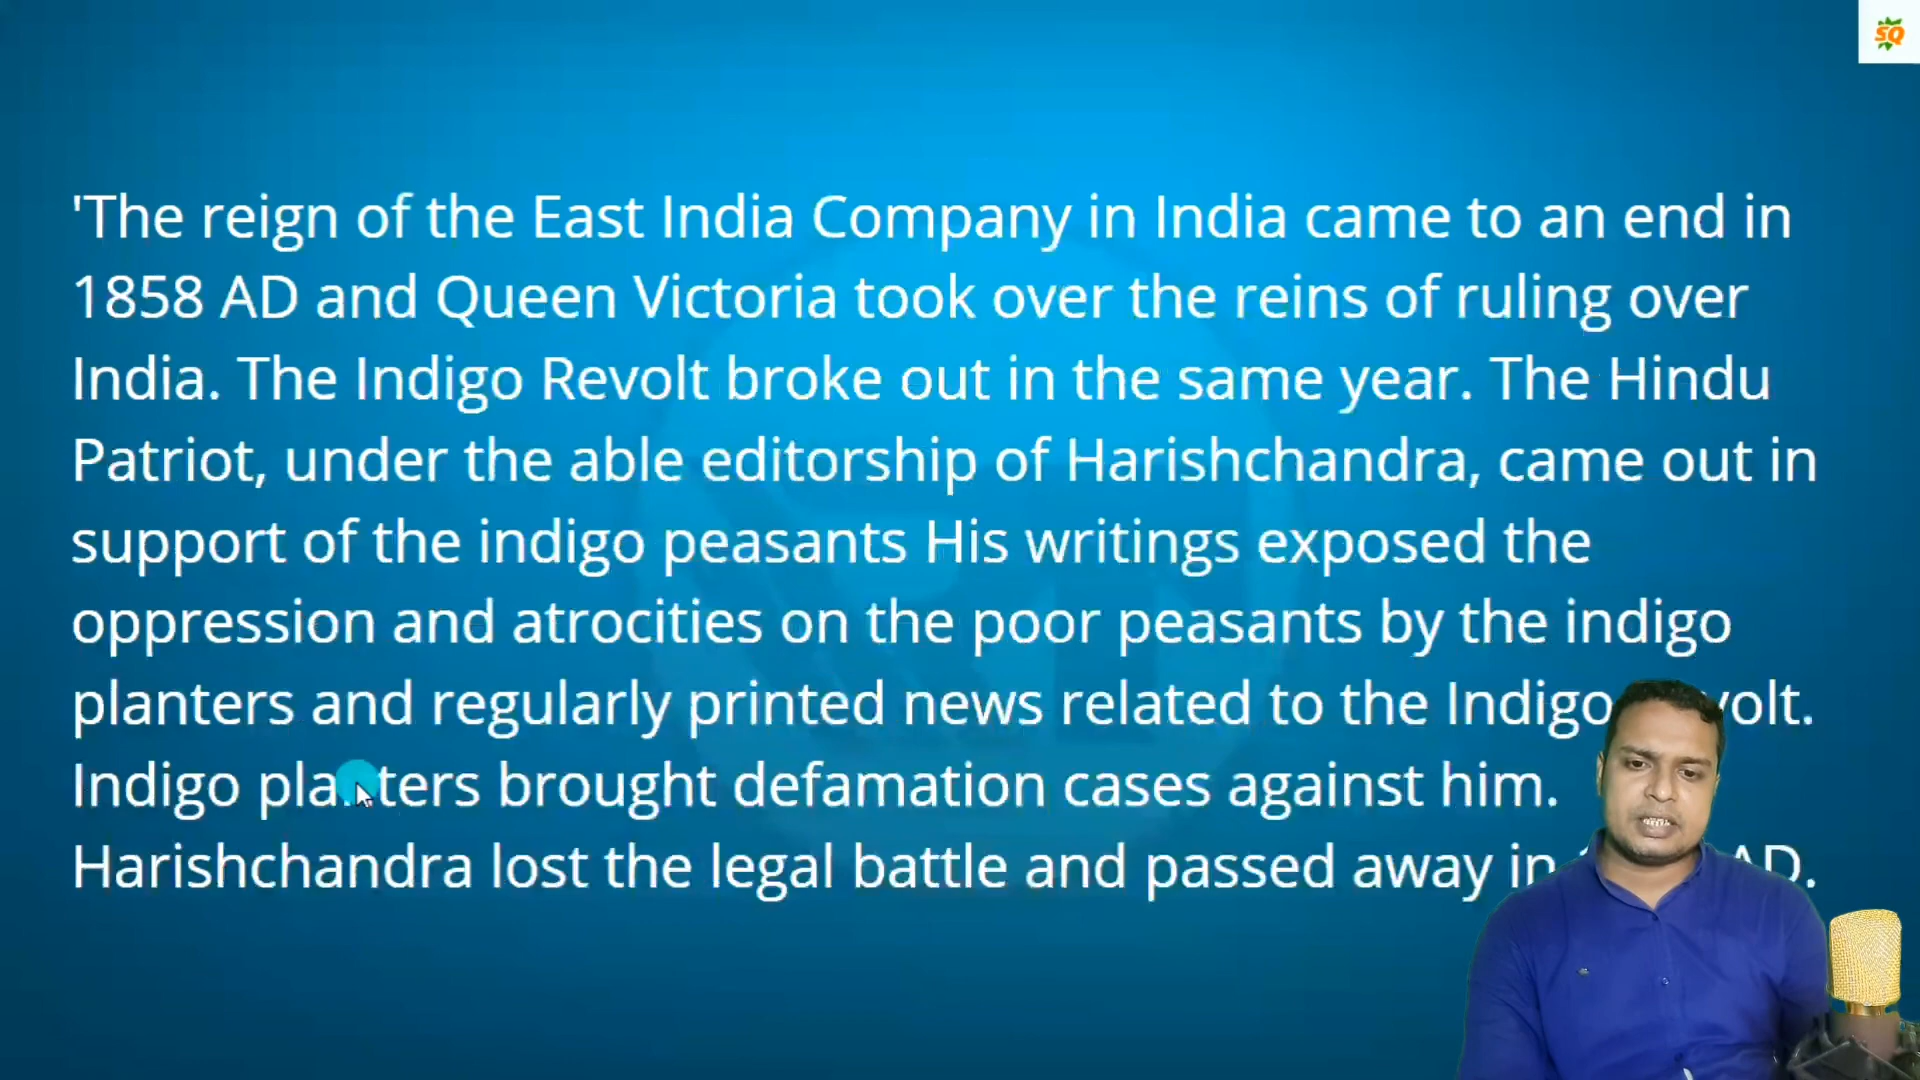 SQ
'The reign of the East India Company in India came to an end in
1858 AD and Queen Victoria took over the reins of ruling over
India. The Indigo Revolt broke out in the same year. The Hindu
Patriot, under the able editorship of Harishchandra, came out in
support of the indigo peasants His writings exposed the
oppression and atrocities on the poor peasants by the indigo
planters and regularly printed news related to the Indigo
Indigo planters brought defamation cases against him.
Harishchandra lost the legal battle and passed away in AD.